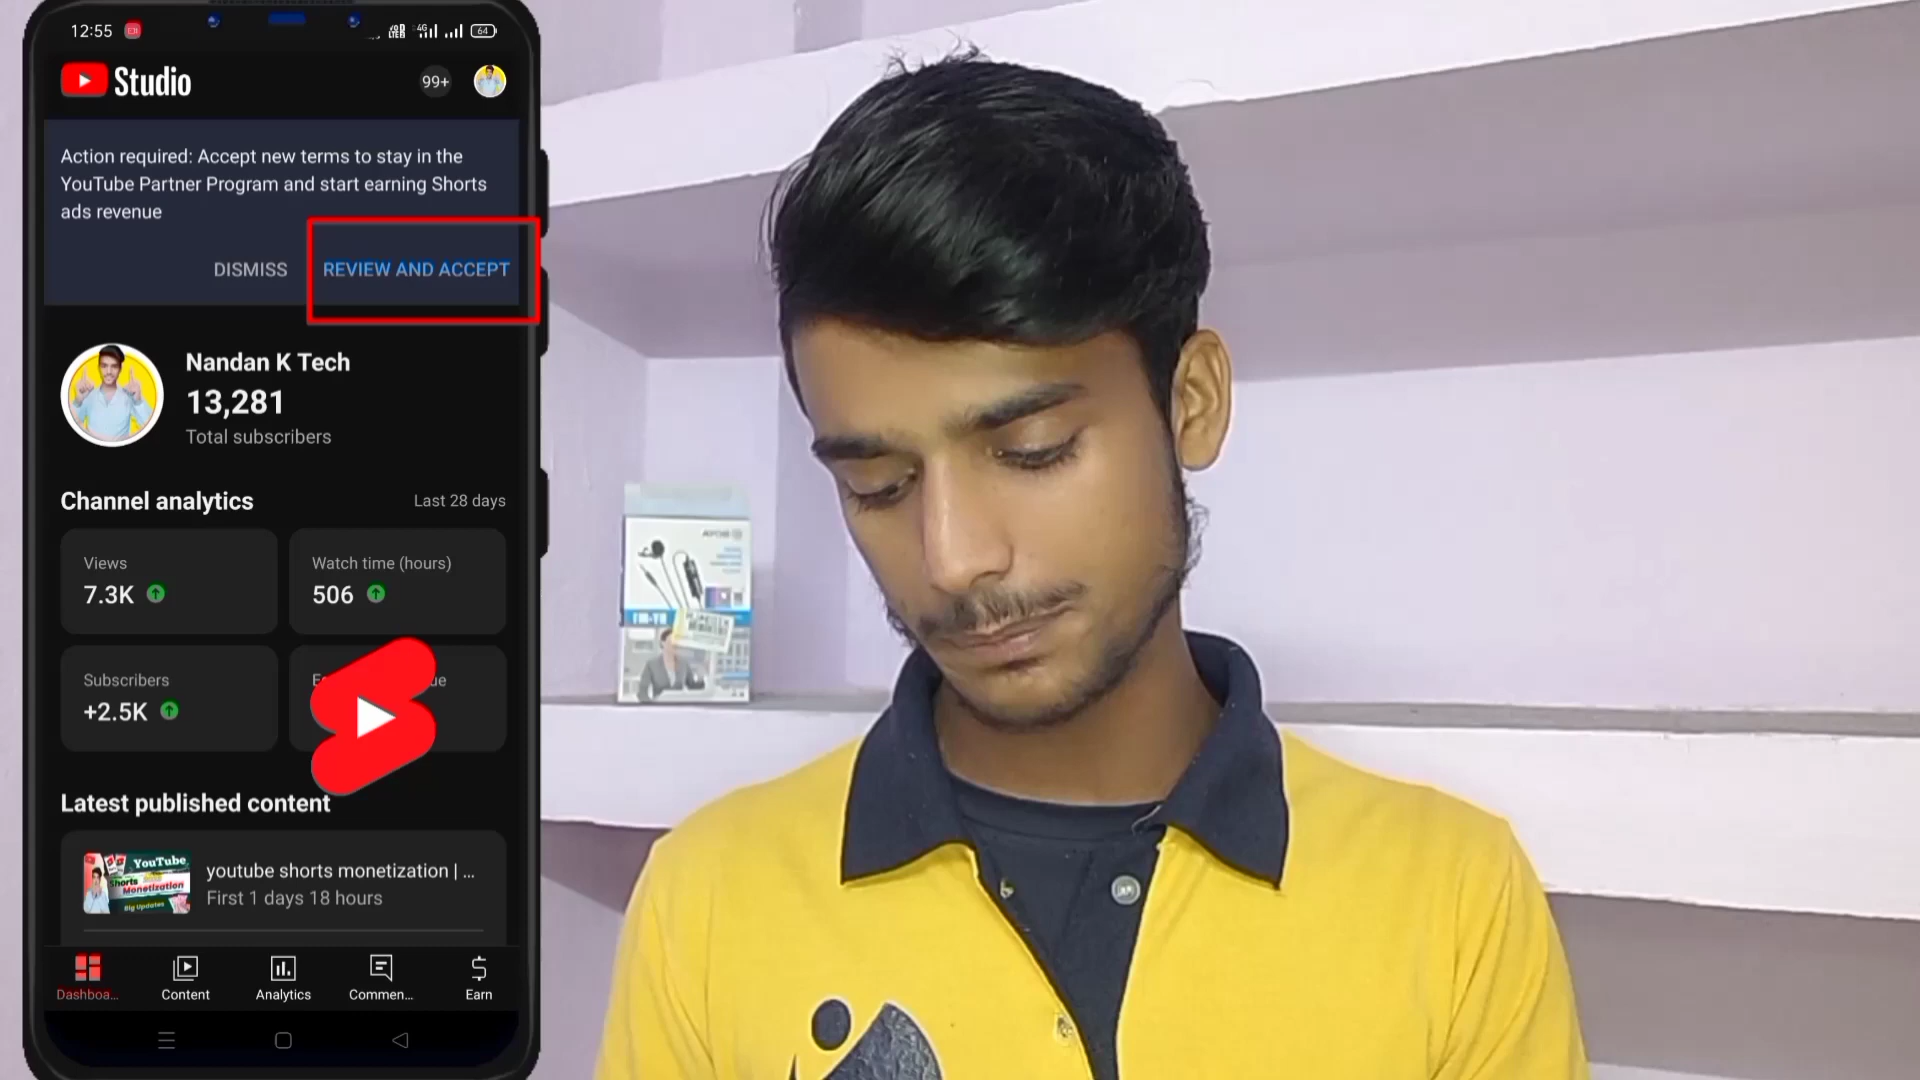 12:55
64
Studio
99+
Action required: Accept new terms to stay in the
YouTube Partner Program and start earning Shorts
ads revenue
DISMISS
REVIEW AND ACCEPT
Nandan K Tech
13,281
Total subscribers
Channel analytics
Last 28 days
Views
7.3K
Watch time (hours)
506
Subscribers
+2.5K
Latest published content
YouTube
Shorts
Monetization
Big Updates
youtube shorts monetization | ...
First 1 days 18 hours
Dashboa...
Content
Analytics
Commen...
Earn